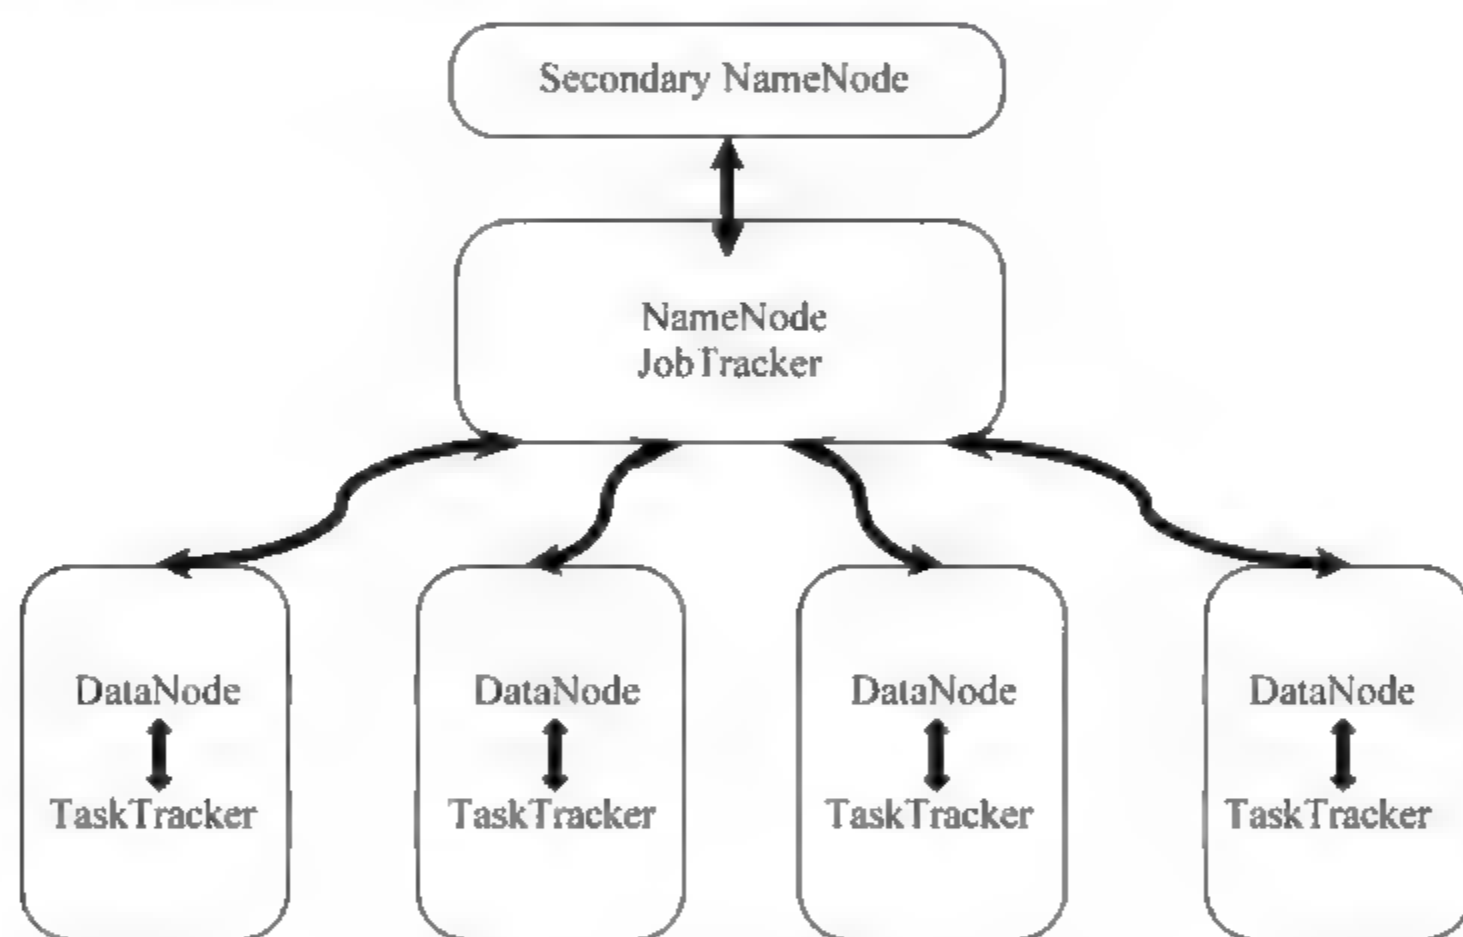 Secondary NameNode
NameNode
JobTracker
DataNode
TaskTracker
DataNode
TaskTracker
DataNode
TaskTracker
DataNode
TaskTracker